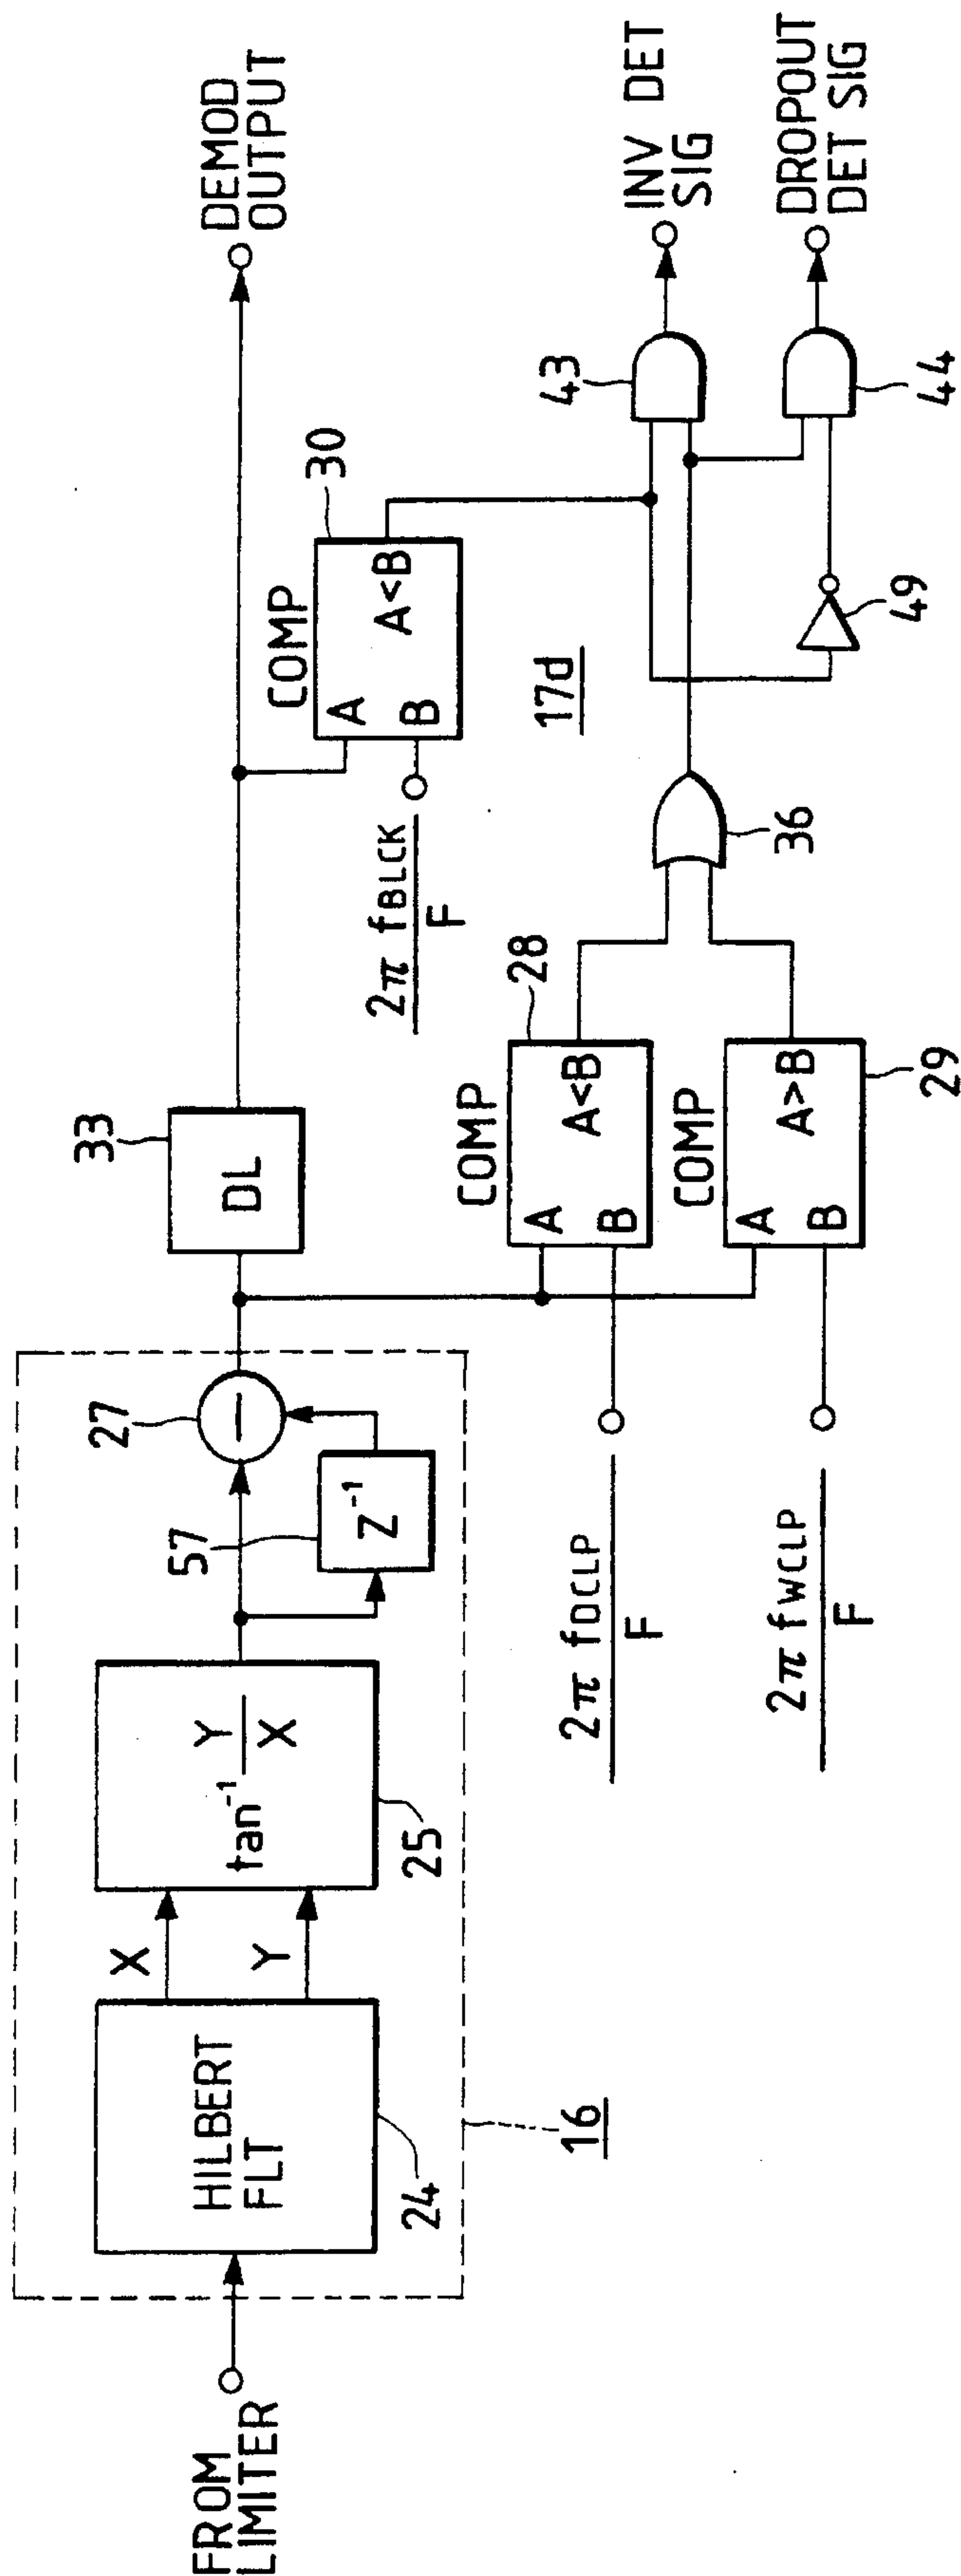 FROM
LIMITER
HILBERT
FLT
24
X
Y
tan⁻¹ Y/X
25
57
Z⁻¹
27
−
16
33
DL
DEMOD
OUTPUT
COMP
30
A
B
A<B
2π fBLCK
F
17d
COMP
28
A
B
A<B
2π fDCLP
F
COMP
29
A
B
A>B
2π fWCLP
F
36
49
43
44
INV DET
SIG
DROPOUT
DET SIG